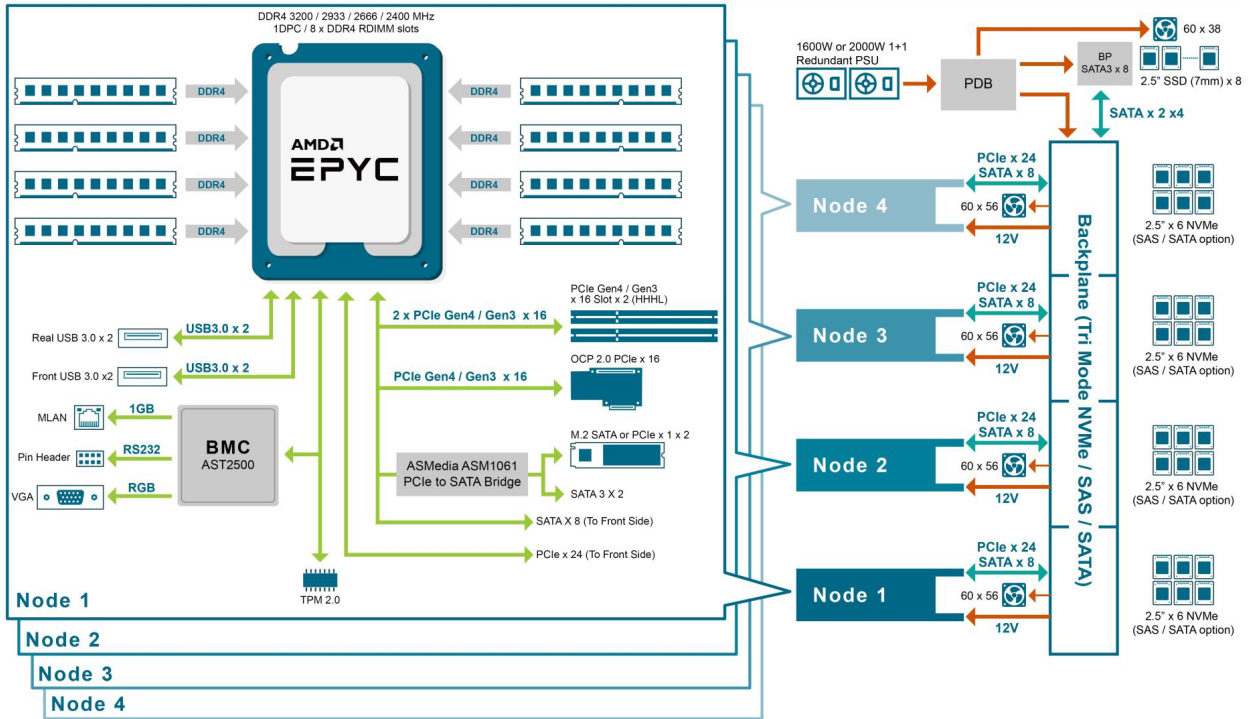 DDR4 3200 / 2933 / 2666 / 2400 MHz
1DPC / 8 x DDR4 RDIMM slots
DDR4
DDR4
DDR4
DDR4
DDR4
DDR4
DDR4
DDR4
AMD
EPYC
Real USB 3.0 x 2
USB3.0 x 2
Front USB 3.0 x2
USB3.0 x 2
MLAN
1GB
Pin Header
RS232
VGA
RGB
BMC
AST2500
TPM 2.0
2 x PCIe Gen4 / Gen3 x 16
PCIe Gen4 / Gen3
x 16 Slot x 2 (HHHL)
PCIe Gen4 / Gen3 x 16
OCP 2.0 PCIe x 16
ASMedia ASM1061
PCIe to SATA Bridge
M.2 SATA or PCIe x 1 x 2
SATA 3 X 2
SATA X 8 (To Front Side)
PCIe x 24 (To Front Side)
Node 1
Node 2
Node 3
Node 4
1600W or 2000W 1+1
Redundant PSU
PDB
60 x 38
BP
SATA3 x 8
2.5" SSD (7mm) x 8
SATA x 2 x4
Node 4
PCIe x 24
SATA x 8
60 x 56
12V
2.5" x 6 NVMe
(SAS / SATA option)
Node 3
PCIe x 24
SATA x 8
60 x 56
12V
2.5" x 6 NVMe
(SAS / SATA option)
Node 2
PCIe x 24
SATA x 8
60 x 56
12V
2.5" x 6 NVMe
(SAS / SATA option)
Node 1
PCIe x 24
SATA x 8
60 x 56
12V
2.5" x 6 NVMe
(SAS / SATA option)
Backplane (Tri Mode NVMe / SAS / SATA)